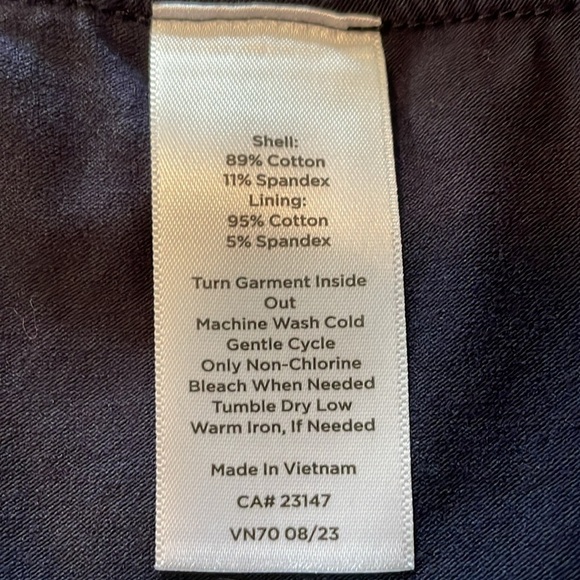 Shell:
89% Cotton
11% Spandex
Lining:
95% Cotton
5% Spandex
Turn Garment Inside
Out
Machine Wash Cold
Gentle Cycle
Only Non-Chlorine
Bleach When Needed
Tumble Dry Low
Warm Iron, If Needed
Made In Vietnam
CA# 23147
VN70 08/23